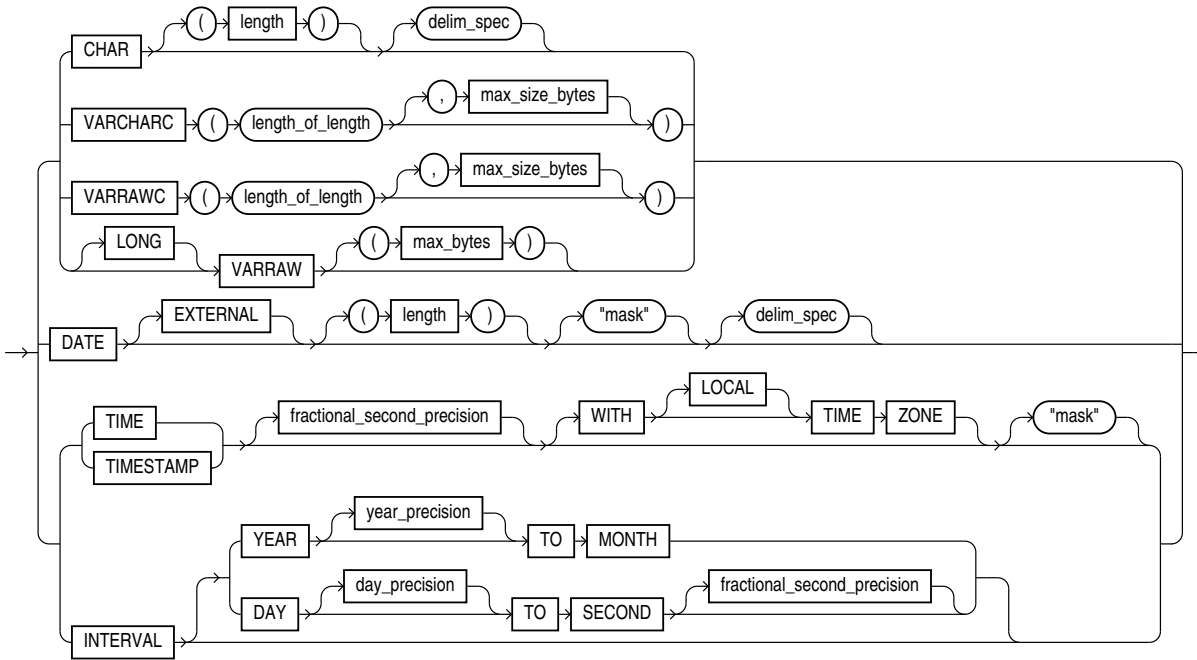 CHAR ( length ) delim_spec
VARCHARC ( length_of_length , max_size_bytes )
VARRAWC ( length_of_length , max_size_bytes )
LONG VARRAW ( max_bytes )
DATE EXTERNAL ( length ) "mask" delim_spec
TIME
TIMESTAMP
fractional_second_precision WITH LOCAL TIME ZONE "mask"
YEAR year_precision TO MONTH
DAY day_precision TO SECOND fractional_second_precision
INTERVAL